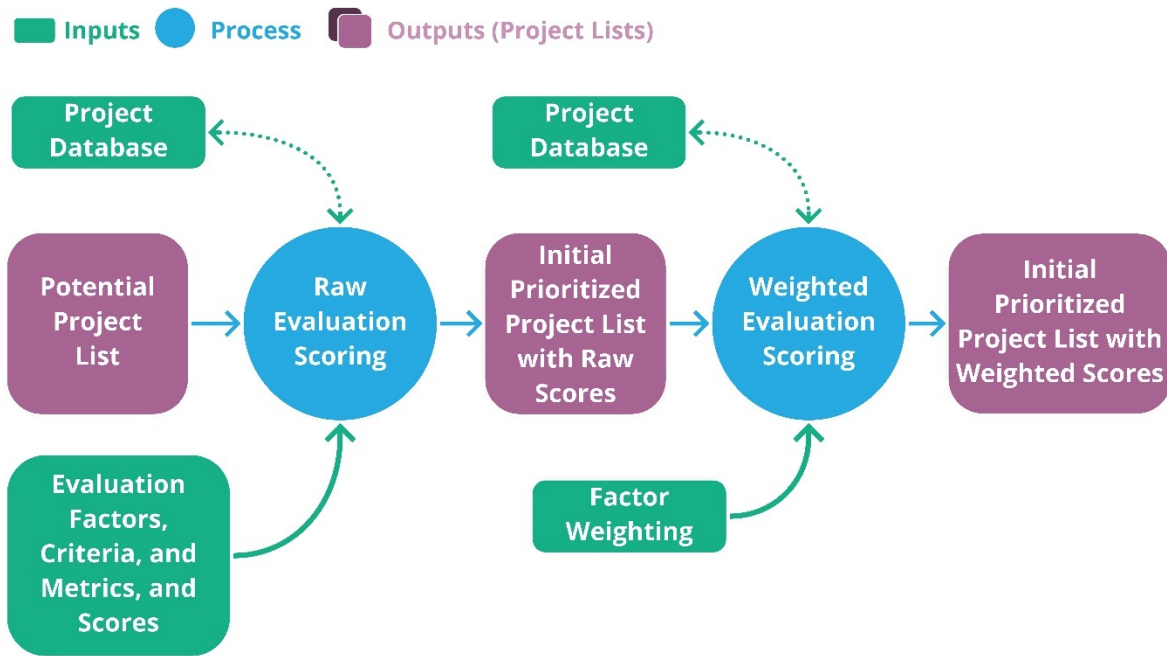 Inputs Process Outputs (Project Lists)
Project
Database
Project
Database
Potential
Project
List
Raw
Evaluation
Scoring
Initial
Prioritized
Project List
with Raw
Scores
Weighted
Evaluation
Scoring
Initial
Prioritized
Project List with
Weighted Scores
Evaluation
Factors,
Criteria, and
Metrics, and
Scores
Factor
Weighting